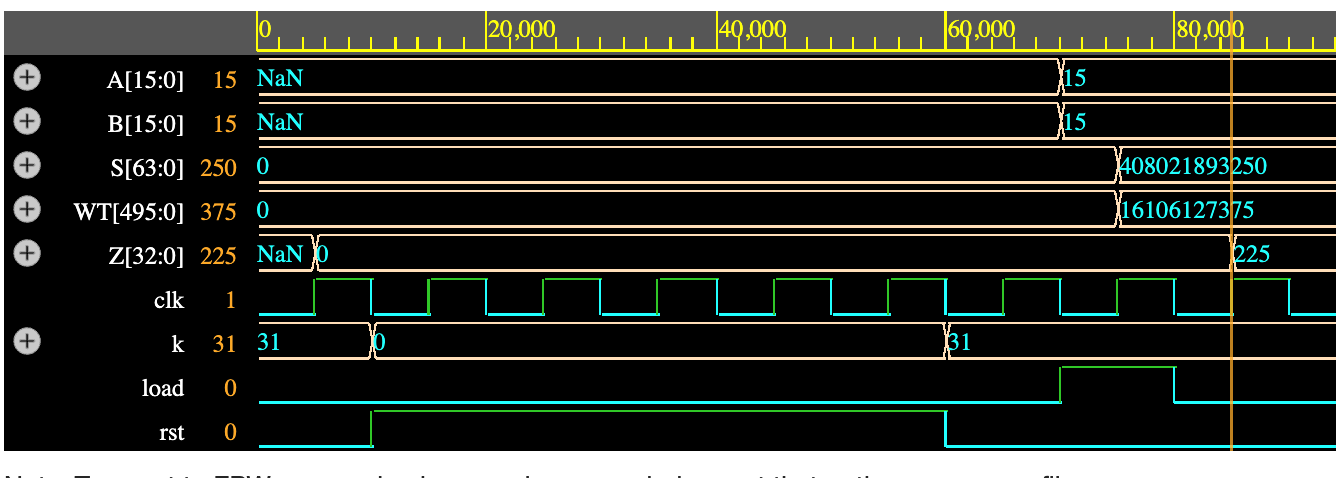 0 20,000 40,000 60,000 80,000
A[15:0] 15 NaN 15
B[15:0] 15 NaN 15
S[63:0] 250 0 408021893250
WT[495:0] 375 0 16106127375
Z[32:0] 225 NaN 0 225
clk 1
k 31 31 0 31
load 0
rst 0